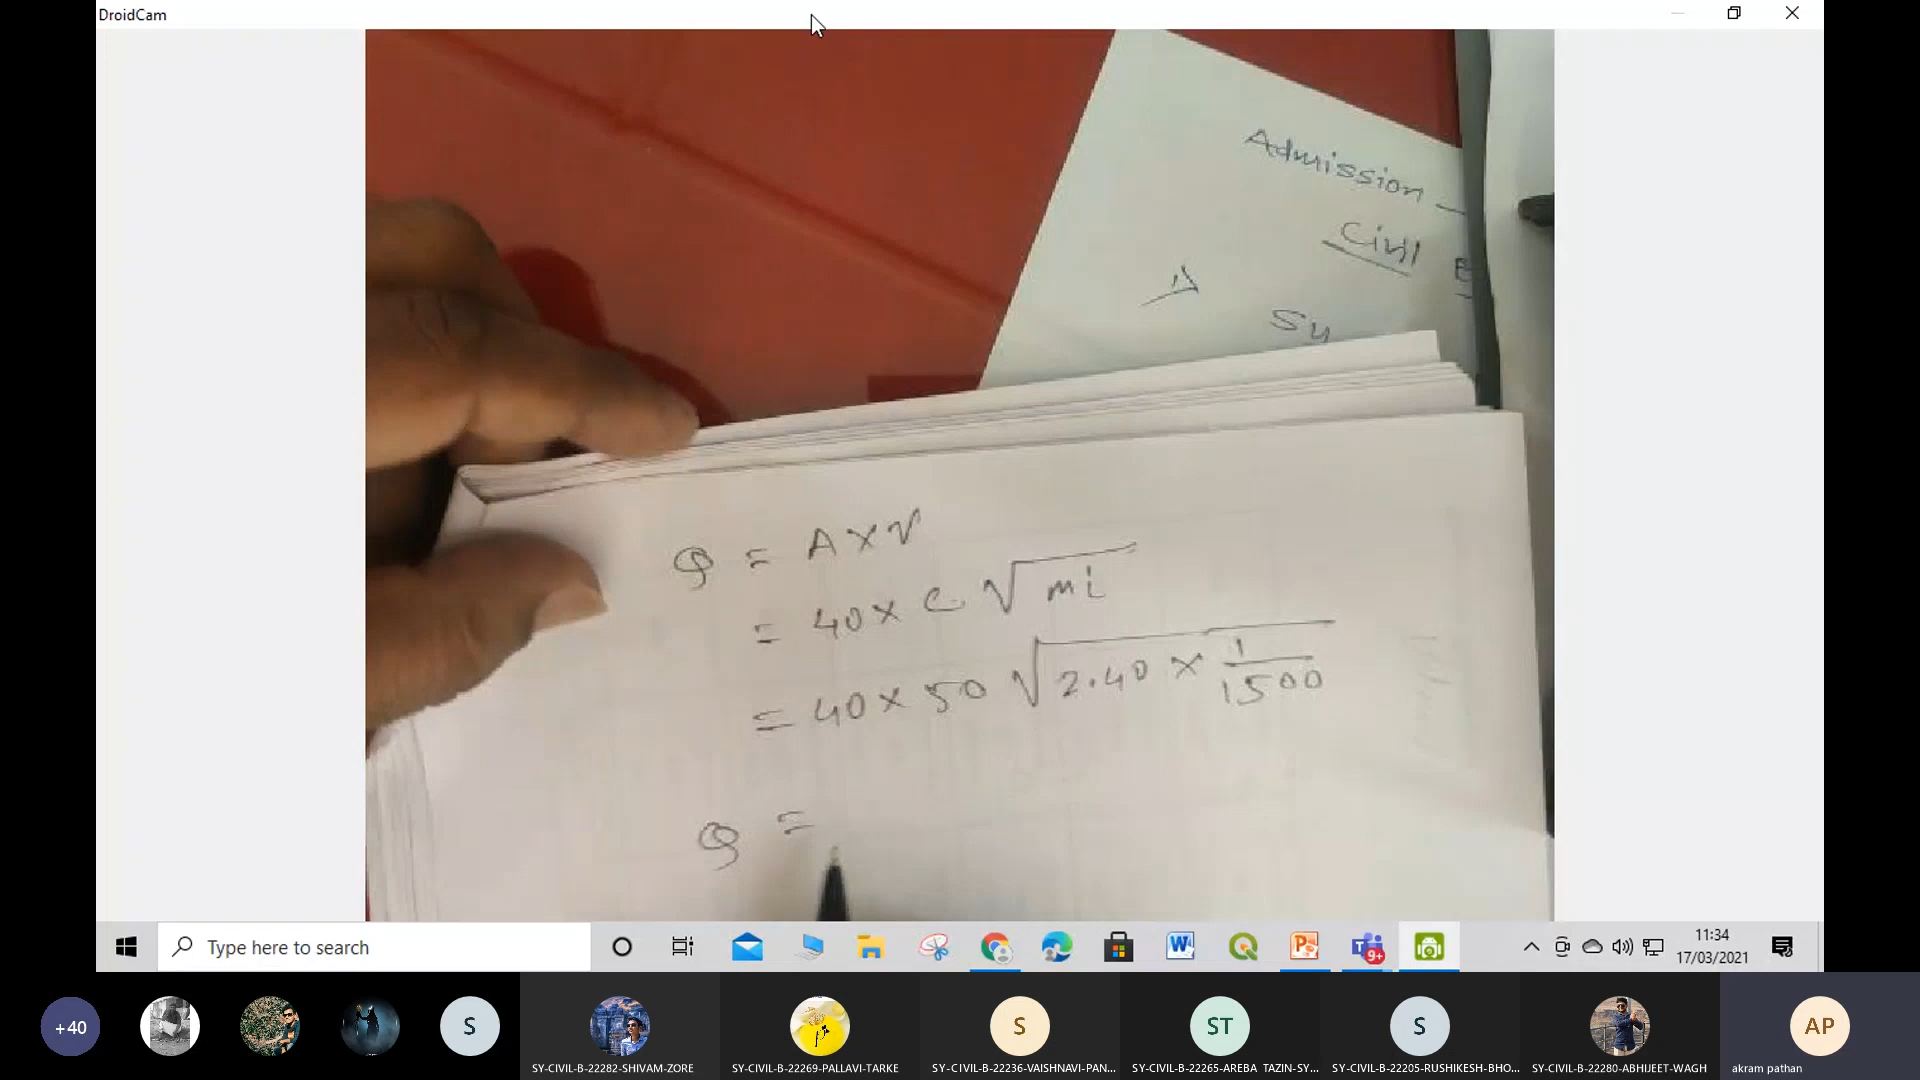 DroidCam
Admission -
Civil
Sy
Q = A x V
= 40 x C √mi
= 40 x 50 √2.40 x 1/1500
Q =
Type here to search
11:34
17/03/2021
9+
+40
S
S
ST
S
AP
SY-CIVIL-B-22282-SHIVAM-ZORE
SY-CIVIL-B-22269-PALLAVI-TARKE
SY-CIVIL-B-22236-VAISHNAVI-PAN...
SY-CIVIL-B-22265-AREBA TAZIN-SY...
SY-CIVIL-B-22205-RUSHIKESH-BHO...
SY-CIVIL-B-22280-ABHIJEET-WAGH
akram pathan